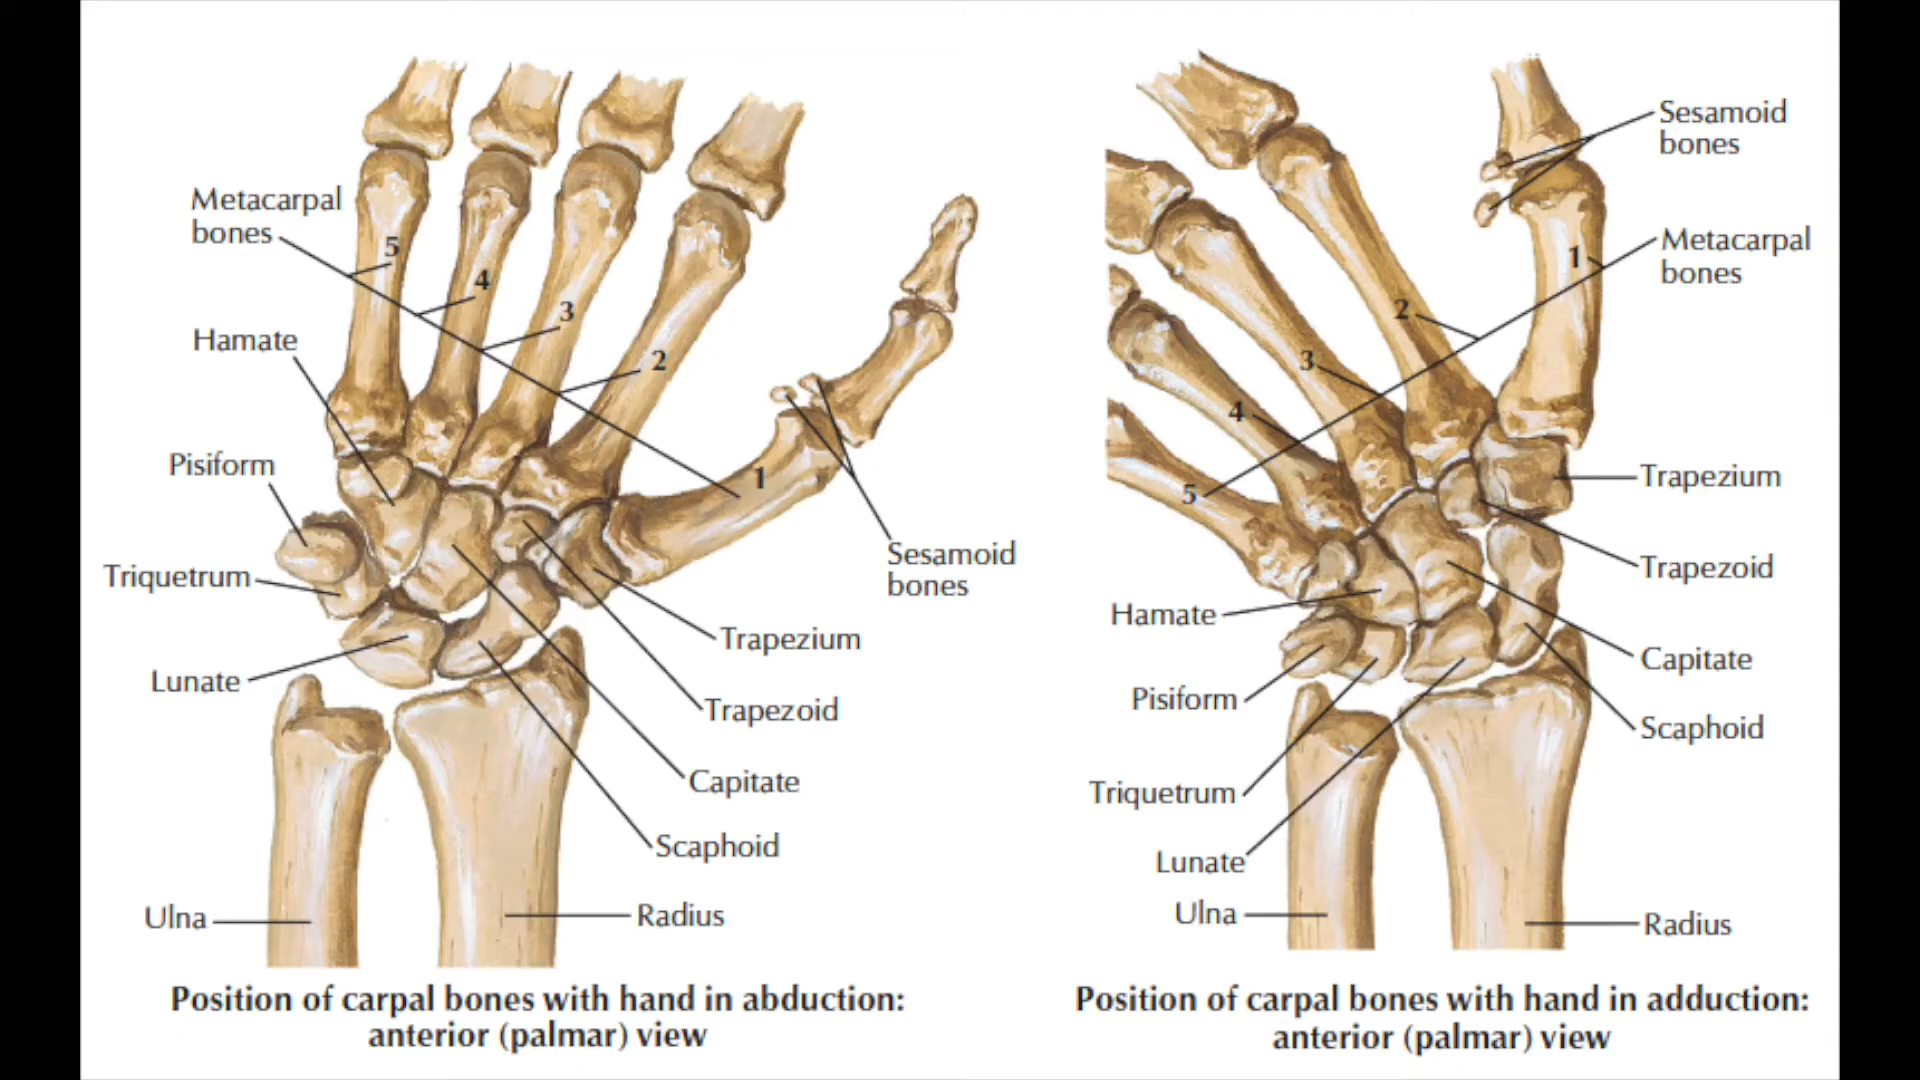 Metacarpal
bones
5
4
3
2
1
Hamate
Pisiform
Triquetrum
Lunate
Ulna
Sesamoid
bones
Trapezium
Trapezoid
Capitate
Scaphoid
Radius
Position of carpal bones with hand in abduction:
anterior (palmar) view
Sesamoid
bones
Metacarpal
bones
1
2
3
4
5
Trapezium
Trapezoid
Capitate
Scaphoid
Hamate
Pisiform
Triquetrum
Lunate
Ulna
Radius
Position of carpal bones with hand in adduction:
anterior (palmar) view